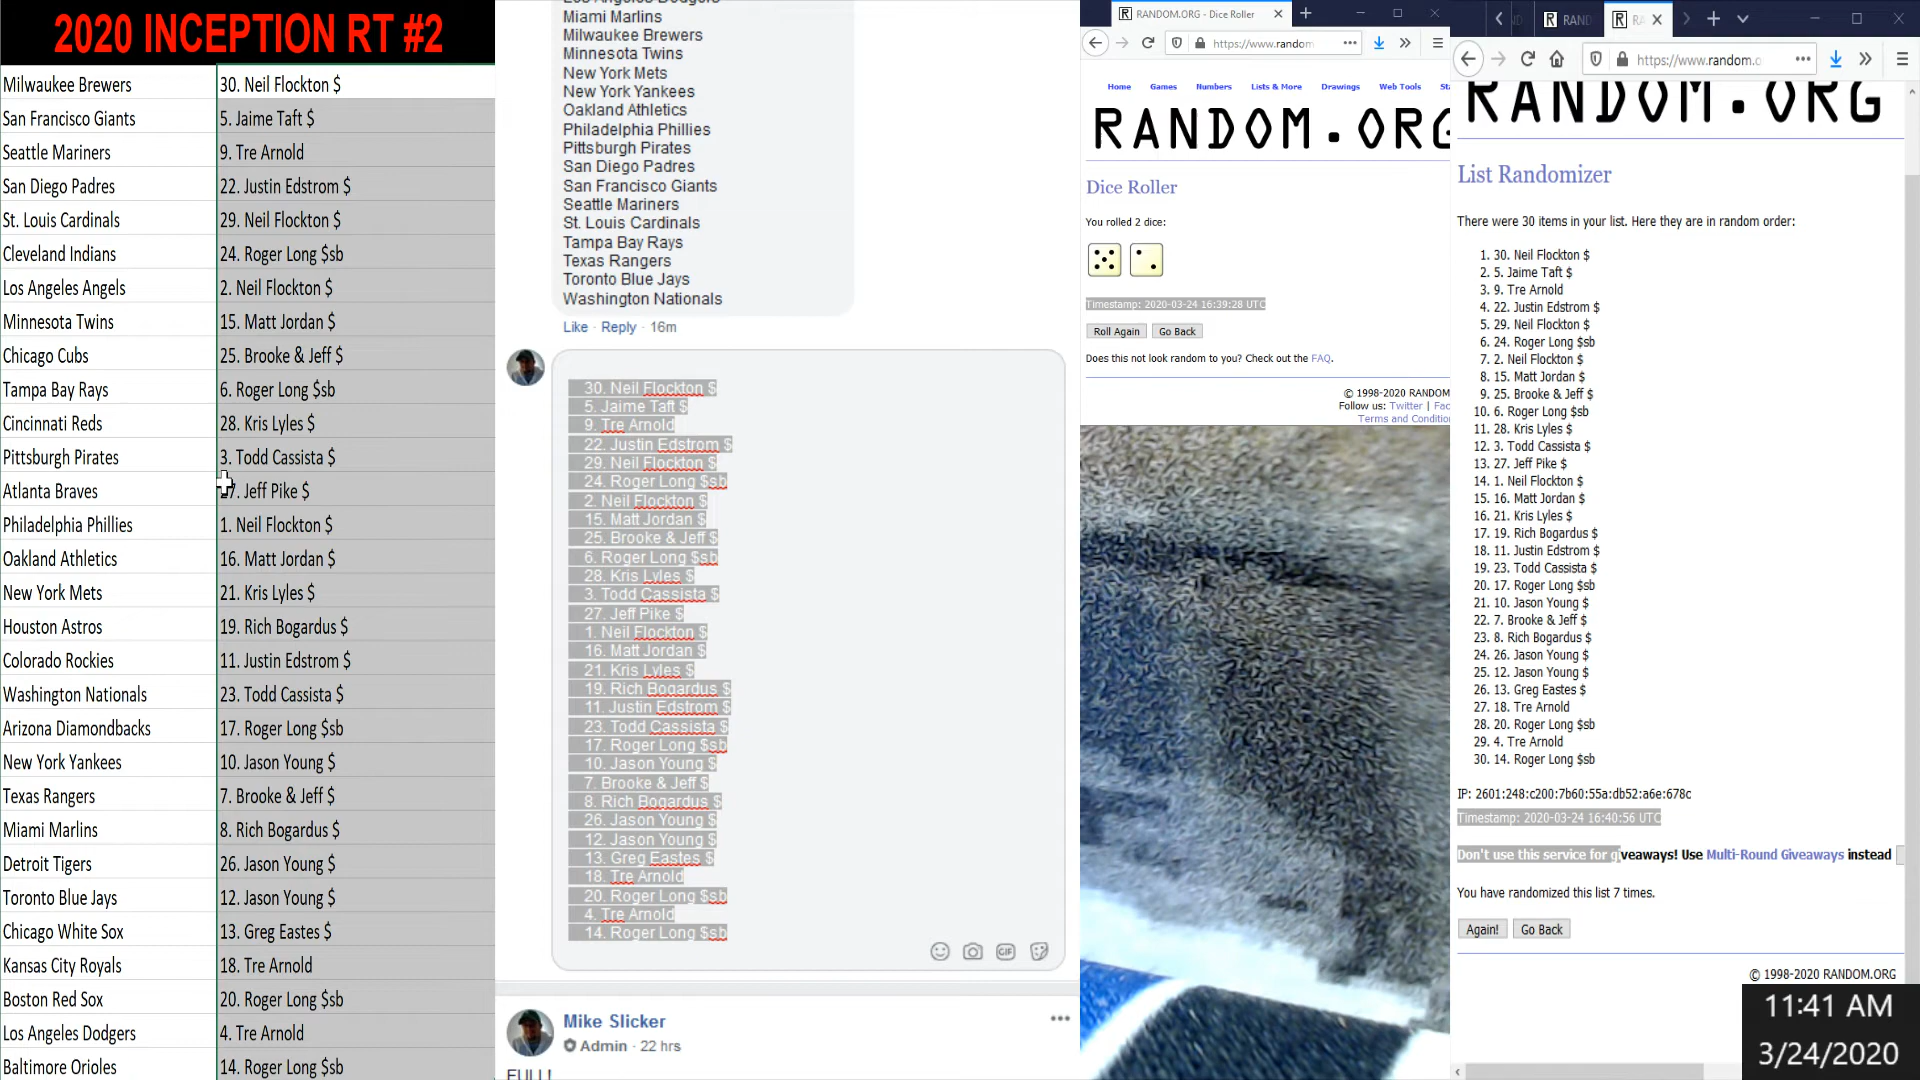 2020 INCEPTION RT #2
Milwaukee Brewers 30. Neil Flockton $
San Francisco Giants 5. Jaime Taft $
Seattle Mariners 9. Tre Arnold
San Diego Padres 22. Justin Edstrom $
St. Louis Cardinals 29. Neil Flockton $
Cleveland Indians 24. Roger Long $sb
Los Angeles Angels 2. Neil Flockton $
Minnesota Twins 15. Matt Jordan $
Chicago Cubs 25. Brooke & Jeff $
Tampa Bay Rays 6. Roger Long $sb
Cincinnati Reds 28. Kris Lyles $
Pittsburgh Pirates 3. Todd Cassista $
Atlanta Braves 7. Jeff Pike $
Philadelphia Phillies 1. Neil Flockton $
Oakland Athletics 16. Matt Jordan $
New York Mets 21. Kris Lyles $
Houston Astros 19. Rich Bogardus $
Colorado Rockies 11. Justin Edstrom $
Washington Nationals 23. Todd Cassista $
Arizona Diamondbacks 17. Roger Long $sb
New York Yankees 10. Jason Young $
Texas Rangers 7. Brooke & Jeff $
Miami Marlins 8. Rich Bogardus $
Detroit Tigers 26. Jason Young $
Toronto Blue Jays 12. Jason Young $
Chicago White Sox 13. Greg Eastes $
Kansas City Royals 18. Tre Arnold
Boston Red Sox 20. Roger Long $sb
Los Angeles Dodgers 4. Tre Arnold
Baltimore Orioles 14. Roger Long $sb
Los Angeles Dodgers
Miami Marlins
Milwaukee Brewers
Minnesota Twins
New York Mets
New York Yankees
Oakland Athletics
Philadelphia Phillies
Pittsburgh Pirates
San Diego Padres
San Francisco Giants
Seattle Mariners
St. Louis Cardinals
Tampa Bay Rays
Texas Rangers
Toronto Blue Jays
Washington Nationals
Like · Reply · 16m
30. Neil Flockton $
5. Jaime Taft $
9. Tre Arnold
22. Justin Edstrom $
29. Neil Flockton $
24. Roger Long $sb
2. Neil Flockton $
15. Matt Jordan $
25. Brooke & Jeff $
6. Roger Long $sb
28. Kris Lyles $
3. Todd Cassista $
27. Jeff Pike $
1. Neil Flockton $
16. Matt Jordan $
21. Kris Lyles $
19. Rich Bogardus $
11. Justin Edstrom $
23. Todd Cassista $
17. Roger Long $sb
10. Jason Young $
7. Brooke & Jeff $
8. Rich Bogardus $
26. Jason Young $
12. Jason Young $
13. Greg Eastes $
18. Tre Arnold
20. Roger Long $sb
4. Tre Arnold
14. Roger Long $sb
GIF
Mike Slicker
Admin · 22 hrs
FULL!
RANDOM.ORG - Dice Roller
https://www.random
Home Games Numbers Lists & More Drawings Web Tools
RANDOM.ORG
Dice Roller
You rolled 2 dice:
Timestamp: 2020-03-24 16:39:28 UTC
Roll Again Go Back
Does this not look random to you? Check out the FAQ.
© 1998-2020 RANDOM.ORG
Follow us: Twitter |
Terms and
RAND
https://www.random.o
RANDOM.ORG
List Randomizer
There were 30 items in your list. Here they are in random order:
1. 30. Neil Flockton $
2. 5. Jaime Taft $
3. 9. Tre Arnold
4. 22. Justin Edstrom $
5. 29. Neil Flockton $
6. 24. Roger Long $sb
7. 2. Neil Flockton $
8. 15. Matt Jordan $
9. 25. Brooke & Jeff $
10. 6. Roger Long $sb
11. 28. Kris Lyles $
12. 3. Todd Cassista $
13. 27. Jeff Pike $
14. 1. Neil Flockton $
15. 16. Matt Jordan $
16. 21. Kris Lyles $
17. 19. Rich Bogardus $
18. 11. Justin Edstrom $
19. 23. Todd Cassista $
20. 17. Roger Long $sb
21. 10. Jason Young $
22. 7. Brooke & Jeff $
23. 8. Rich Bogardus $
24. 26. Jason Young $
25. 12. Jason Young $
26. 13. Greg Eastes $
27. 18. Tre Arnold
28. 20. Roger Long $sb
29. 4. Tre Arnold
30. 14. Roger Long $sb
IP: 2601:248:c200:7b60:55a:db52:a6e:678c
Timestamp: 2020-03-24 16:40:56 UTC
Don't use this service for giveaways! Use Multi-Round Giveaways instead
You have randomized this list 7 times.
Again! Go Back
© 1998-2020 RANDOM.ORG
11:41 AM
3/24/2020